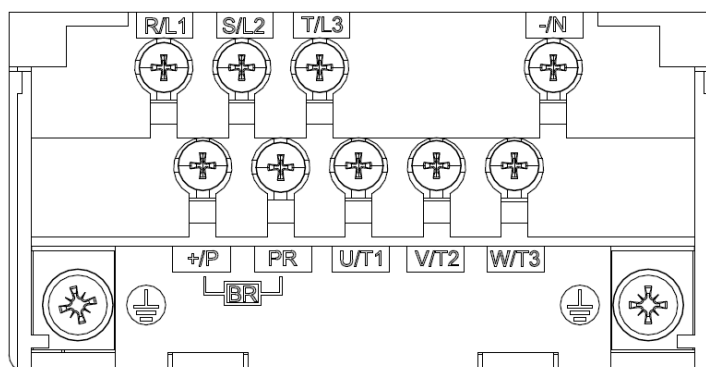 R/L1 S/L2 T/L3 -/N
+/P PR U/T1 V/T2 W/T3
BR